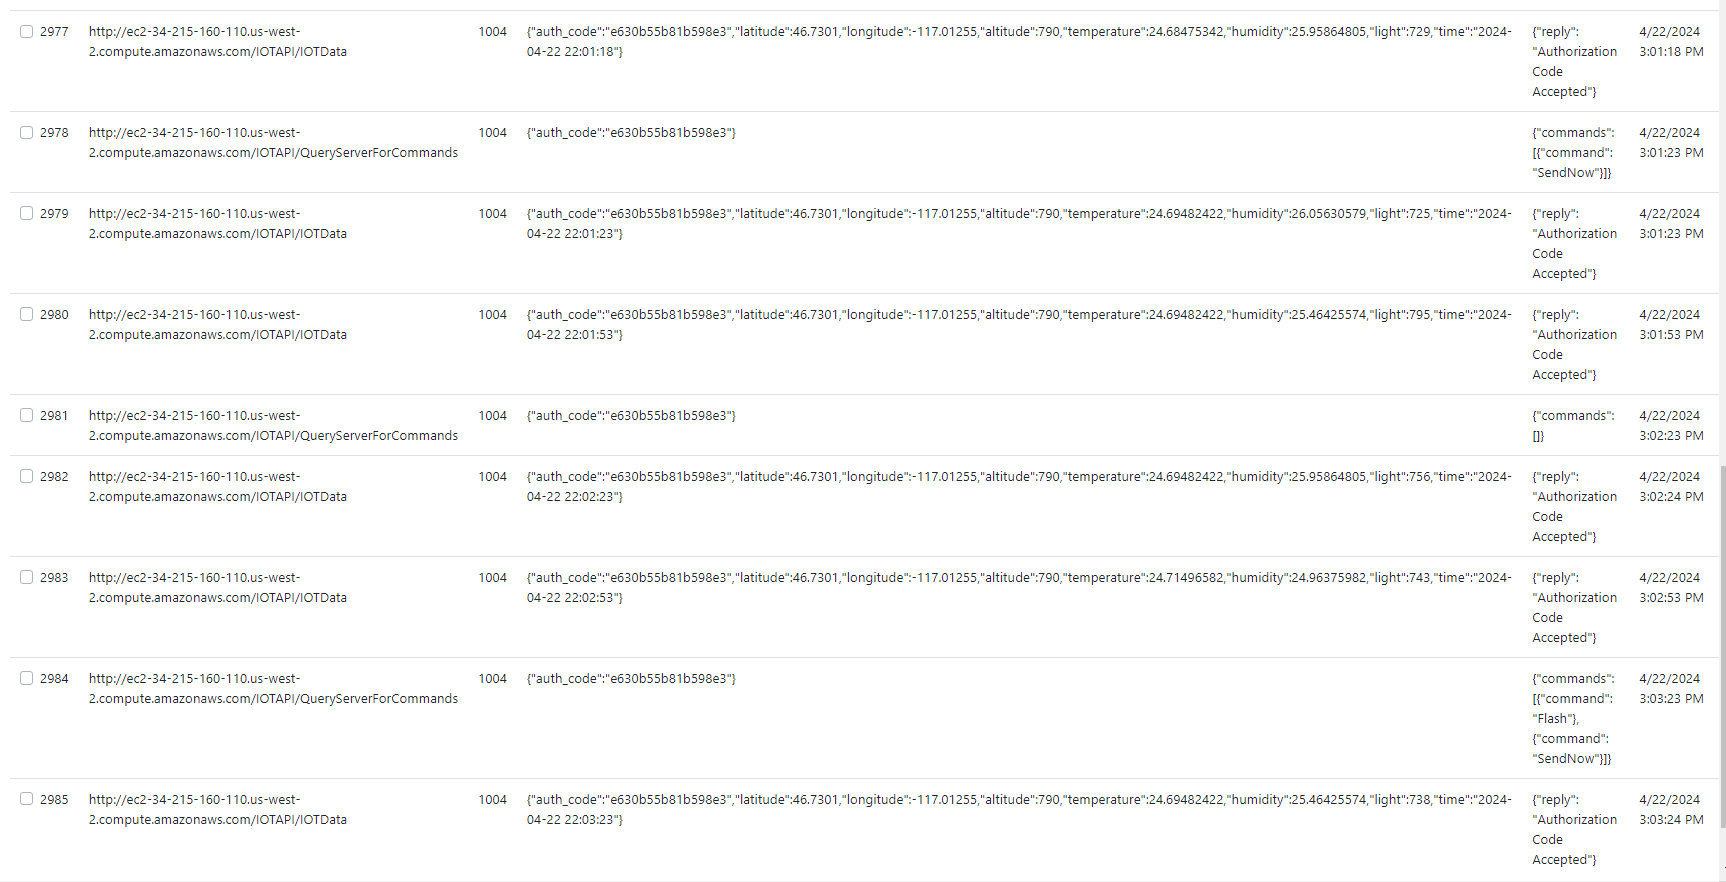 2977 http://ec2-34-215-160-110.us-west- 1004 {"auth_code":"e630b55b81b598e3","latitude":46.7301,"longitude":-117.01255,"altitude":790,"temperature":24.68475342,"humidity":25.95864805,"light":729,"time":"2024- {"reply": 4/22/2024
2.compute.amazonaws.com/IOTAPI/IOTData 04-22 22:01:18"} "Authorization 3:01:18 PM
Code
Accepted"}
2978 http://ec2-34-215-160-110.us-west- 1004 {"auth_code":"e630b55b81b598e3"} {"commands": 4/22/2024
2.compute.amazonaws.com/IOTAPI/QueryServerForCommands [{"command": 3:01:23 PM
"SendNow"}]}
2979 http://ec2-34-215-160-110.us-west- 1004 {"auth_code":"e630b55b81b598e3","latitude":46.7301,"longitude":-117.01255,"altitude":790,"temperature":24.69482422,"humidity":26.05630579,"light":725,"time":"2024- {"reply": 4/22/2024
2.compute.amazonaws.com/IOTAPI/IOTData 04-22 22:01:23"} "Authorization 3:01:23 PM
Code
Accepted"}
2980 http://ec2-34-215-160-110.us-west- 1004 {"auth_code":"e630b55b81b598e3","latitude":46.7301,"longitude":-117.01255,"altitude":790,"temperature":24.69482422,"humidity":25.46425574,"light":795,"time":"2024- {"reply": 4/22/2024
2.compute.amazonaws.com/IOTAPI/IOTData 04-22 22:01:53"} "Authorization 3:01:53 PM
Code
Accepted"}
2981 http://ec2-34-215-160-110.us-west- 1004 {"auth_code":"e630b55b81b598e3"} {"commands": 4/22/2024
2.compute.amazonaws.com/IOTAPI/QueryServerForCommands []} 3:02:23 PM
2982 http://ec2-34-215-160-110.us-west- 1004 {"auth_code":"e630b55b81b598e3","latitude":46.7301,"longitude":-117.01255,"altitude":790,"temperature":24.69482422,"humidity":25.95864805,"light":756,"time":"2024- {"reply": 4/22/2024
2.compute.amazonaws.com/IOTAPI/IOTData 04-22 22:02:23"} "Authorization 3:02:24 PM
Code
Accepted"}
2983 http://ec2-34-215-160-110.us-west- 1004 {"auth_code":"e630b55b81b598e3","latitude":46.7301,"longitude":-117.01255,"altitude":790,"temperature":24.71496582,"humidity":24.96375982,"light":743,"time":"2024- {"reply": 4/22/2024
2.compute.amazonaws.com/IOTAPI/IOTData 04-22 22:02:53"} "Authorization 3:02:53 PM
Code
Accepted"}
2984 http://ec2-34-215-160-110.us-west- 1004 {"auth_code":"e630b55b81b598e3"} {"commands": 4/22/2024
2.compute.amazonaws.com/IOTAPI/QueryServerForCommands [{"command": 3:03:23 PM
"Flash"},
{"command":
"SendNow"}]}
2985 http://ec2-34-215-160-110.us-west- 1004 {"auth_code":"e630b55b81b598e3","latitude":46.7301,"longitude":-117.01255,"altitude":790,"temperature":24.69482422,"humidity":25.46425574,"light":738,"time":"2024- {"reply": 4/22/2024
2.compute.amazonaws.com/IOTAPI/IOTData 04-22 22:03:23"} "Authorization 3:03:24 PM
Code
Accepted"}